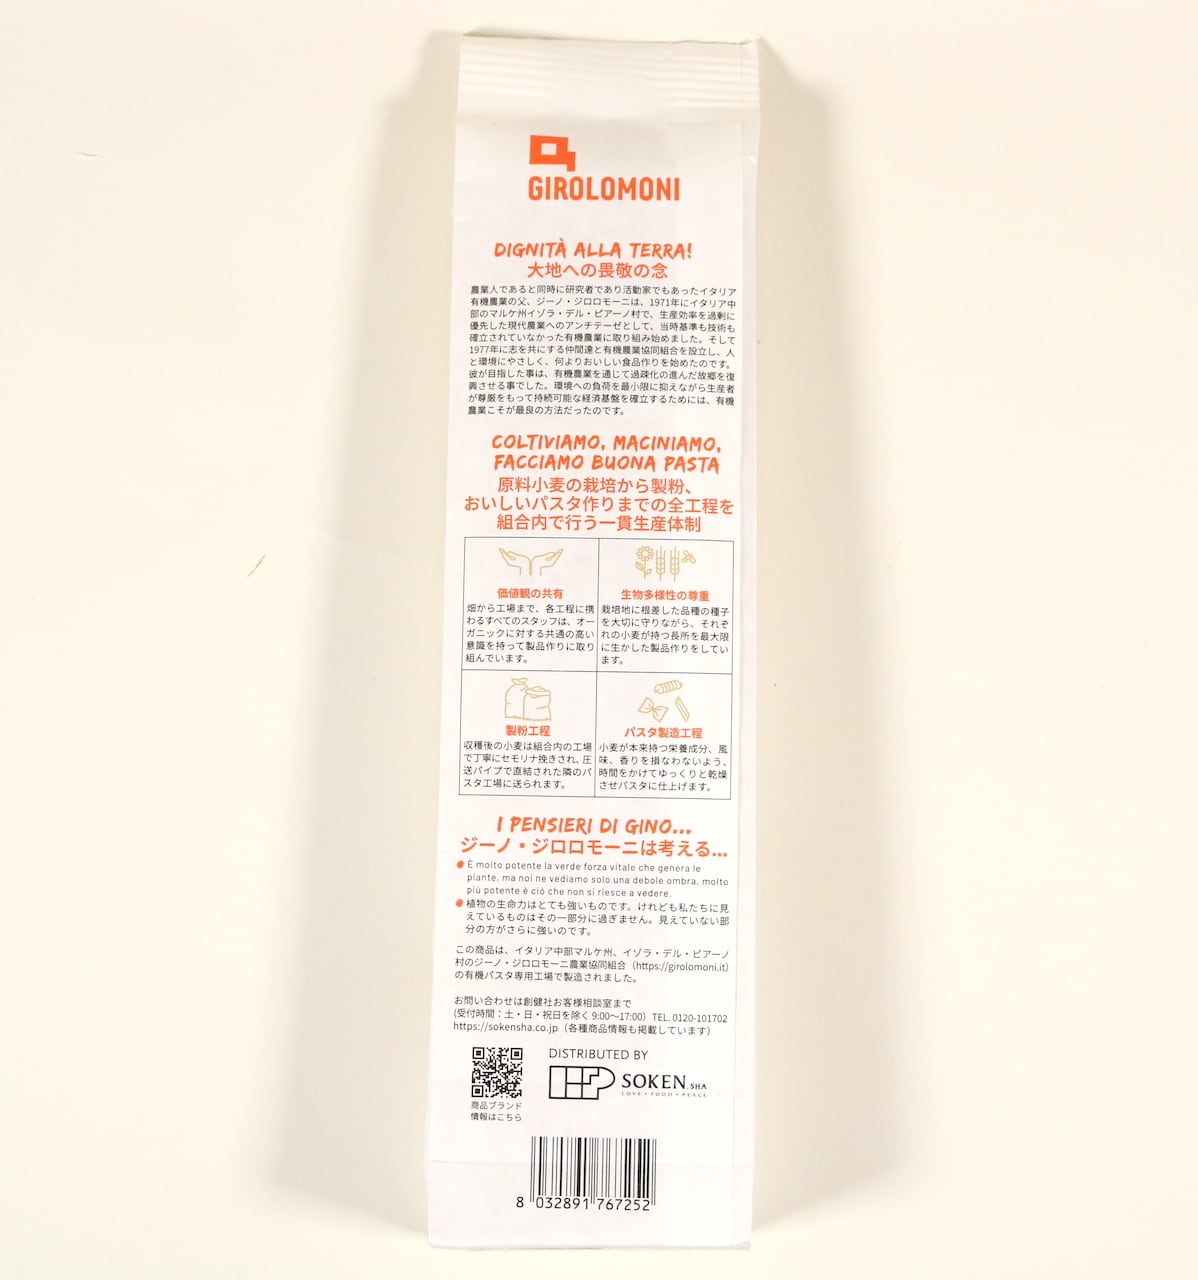 GIROLOMONI
DIGNITÀ ALLA TERRA!
大地への畏敬の念
農業人であると同時に研究者であり活動家でもあったイタリア
有機農業の父、ジーノ・ジロロモーニは、1971年にイタリア中
部のマルケ州イゾラ・デル・ピアーノ村で、生産効率を過剰に
優先した現代農業へのアンチテーゼとして、当時基準も技術も
確立されていなかった有機農業に取り組み始めました。そして
1977年に志を共にする仲間達と有機農業協同組合を設立し、人
と環境にやさしく、何よりおいしい食品作りを始めたのです。
彼が目指した事は、有機農業を通じて過疎化の進んだ故郷を復
興させる事でした。環境への負荷を最小限に抑えながら生産者
が尊厳をもって持続可能な経済基盤を確立するためには、有機
農業こそが最良の方法だったのです。
COLTIVIAMO, MACINIAMO,
FACCIAMO BUONA PASTA
原料小麦の栽培から製粉、
おいしいパスタ作りまでの全工程を
組合内で行う一貫生産体制
価値観の共有
畑から工場まで、各工程に携
わるすべてのスタッフは、オー
ガニックに対する共通の高い
意識を持って製品作りに取り
組んでいます。
生物多様性の尊重
栽培地に根差した品種の種子
を大切に守りながら、それぞ
れの小麦が持つ長所を最大限
に生かした製品作りをしてい
ます。
製粉工程
収穫後の小麦は組合内の工場
で丁寧にセモリナ挽きされ、圧
送パイプで直結された隣のパ
スタ工場に送られます。
パスタ製造工程
小麦が本来持つ栄養成分、風
味、香りを損なわないよう、
時間をかけてゆっくりと乾燥
させパスタに仕上げます。
I PENSIERI DI GINO...
ジーノ・ジロロモーニは考える...
● È molto potente la verde forza vitale che genera le
piante, ma noi ne vediamo solo una debole ombra, molto
più potente è ciò che non si riesce a vedere.
● 植物の生命力はとても強いものです。けれども私たちに見
えているものはその一部分に過ぎません。見えていない部
分の方がさらに強いのです。
この商品は、イタリア中部マルケ州、イゾラ・デル・ピアーノ
村のジーノ・ジロロモーニ農業協同組合（https://girolomoni.it）
の有機パスタ専用工場で製造されました。
お問い合わせは創健社お客様相談室まで
(受付時間：土・日・祝日を除く 9:00〜17:00）TEL. 0120-101702
https://sokensha.co.jp（各種商品情報も掲載しています）
商品ブランド
情報はこちら
DISTRIBUTED BY
SOKEN.SHA
LOVE・FOOD・PEACE
8 032891 767252